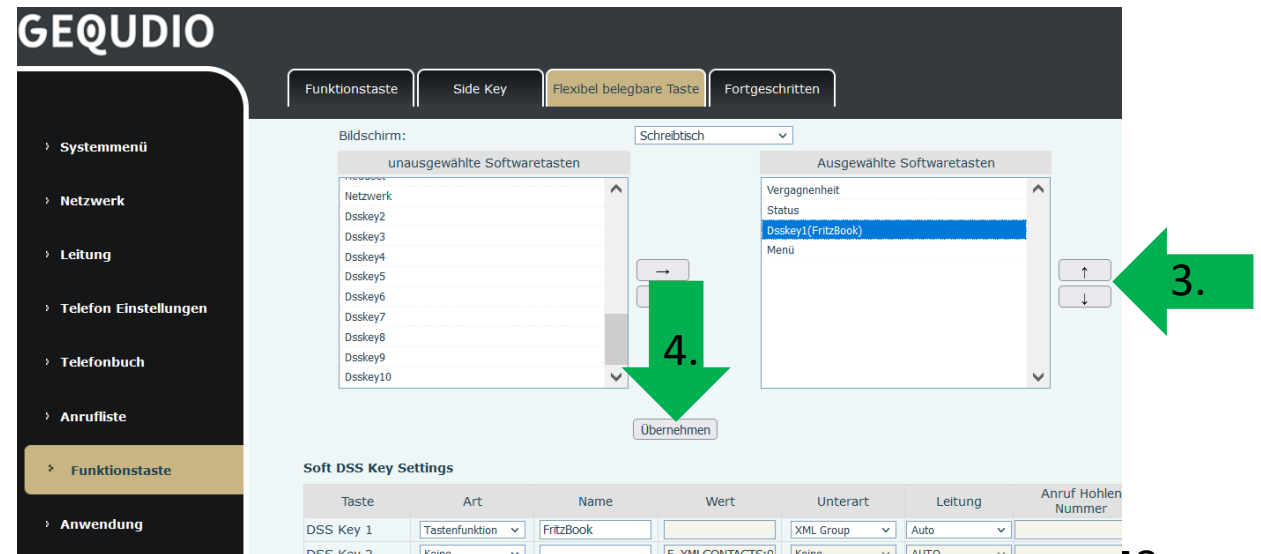 GEQUDIO
Funktionstaste Side Key Flexibel belegbare Taste Fortgeschritten
Systemmenü
Netzwerk
Leitung
Telefon Einstellungen
Telefonbuch
Anrufliste
Funktionstaste
Anwendung
Bildschirm: Schreibtisch
unausgewählte Softwaretasten
Netzwerk
Dsskey2
Dsskey3
Dsskey4
Dsskey5
Dsskey6
Dsskey7
Dsskey8
Dsskey9
Dsskey10
→
Ausgewählte Softwaretasten
Vergagnenheit
Status
Dsskey1(FritzBook)
Menü
↑
↓
3.
4.
Übernehmen
Soft DSS Key Settings
Taste Art Name Wert Unterart Leitung Anruf Hohlen
Nummer
DSS Key 1 Tastenfunktion FritzBook XML Group Auto